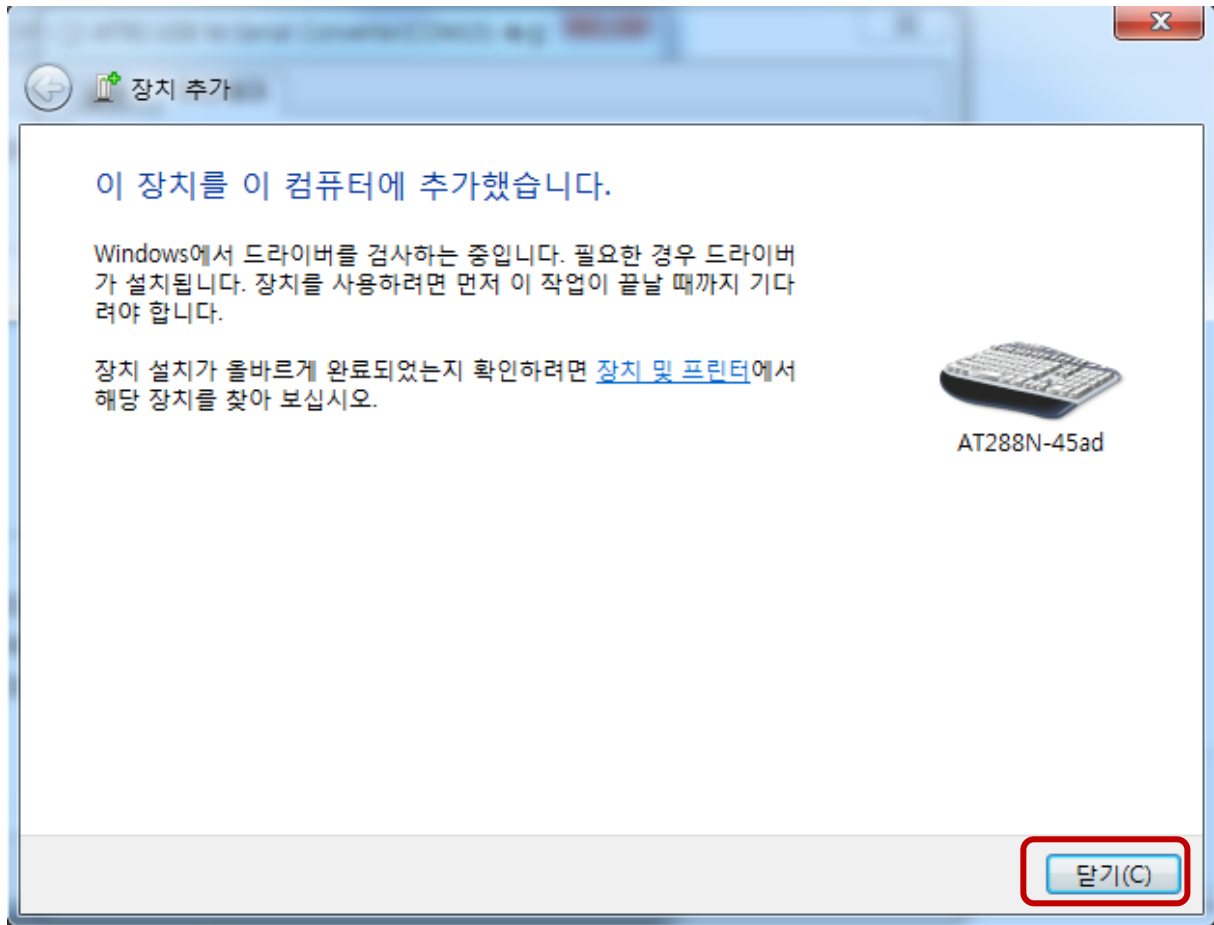 장치 추가
이 장치를 이 컴퓨터에 추가했습니다.
Windows에서 드라이버를 검사하는 중입니다. 필요한 경우 드라이버
가 설치됩니다. 장치를 사용하려면 먼저 이 작업이 끝날 때까지 기다
려야 합니다.
장치 설치가 올바르게 완료되었는지 확인하려면 장치 및 프린터에서
해당 장치를 찾아 보십시오.
AT288N-45ad
닫기(C)